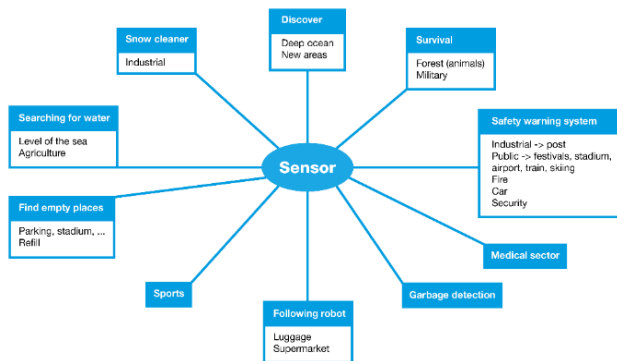 Discover
Deep ocean
New areas
Snow cleaner
Industrial
Survival
Forest (animals)
Military
Searching for water
Level of the sea
Agriculture
Safety warning system
Industrial -> post
Public -> festivals, stadium,
airport, train, skiing
Fire
Car
Security
Sensor
Find empty places
Parking, stadium, ...
Refill
Medical sector
Sports
Garbage detection
Following robot
Luggage
Supermarket